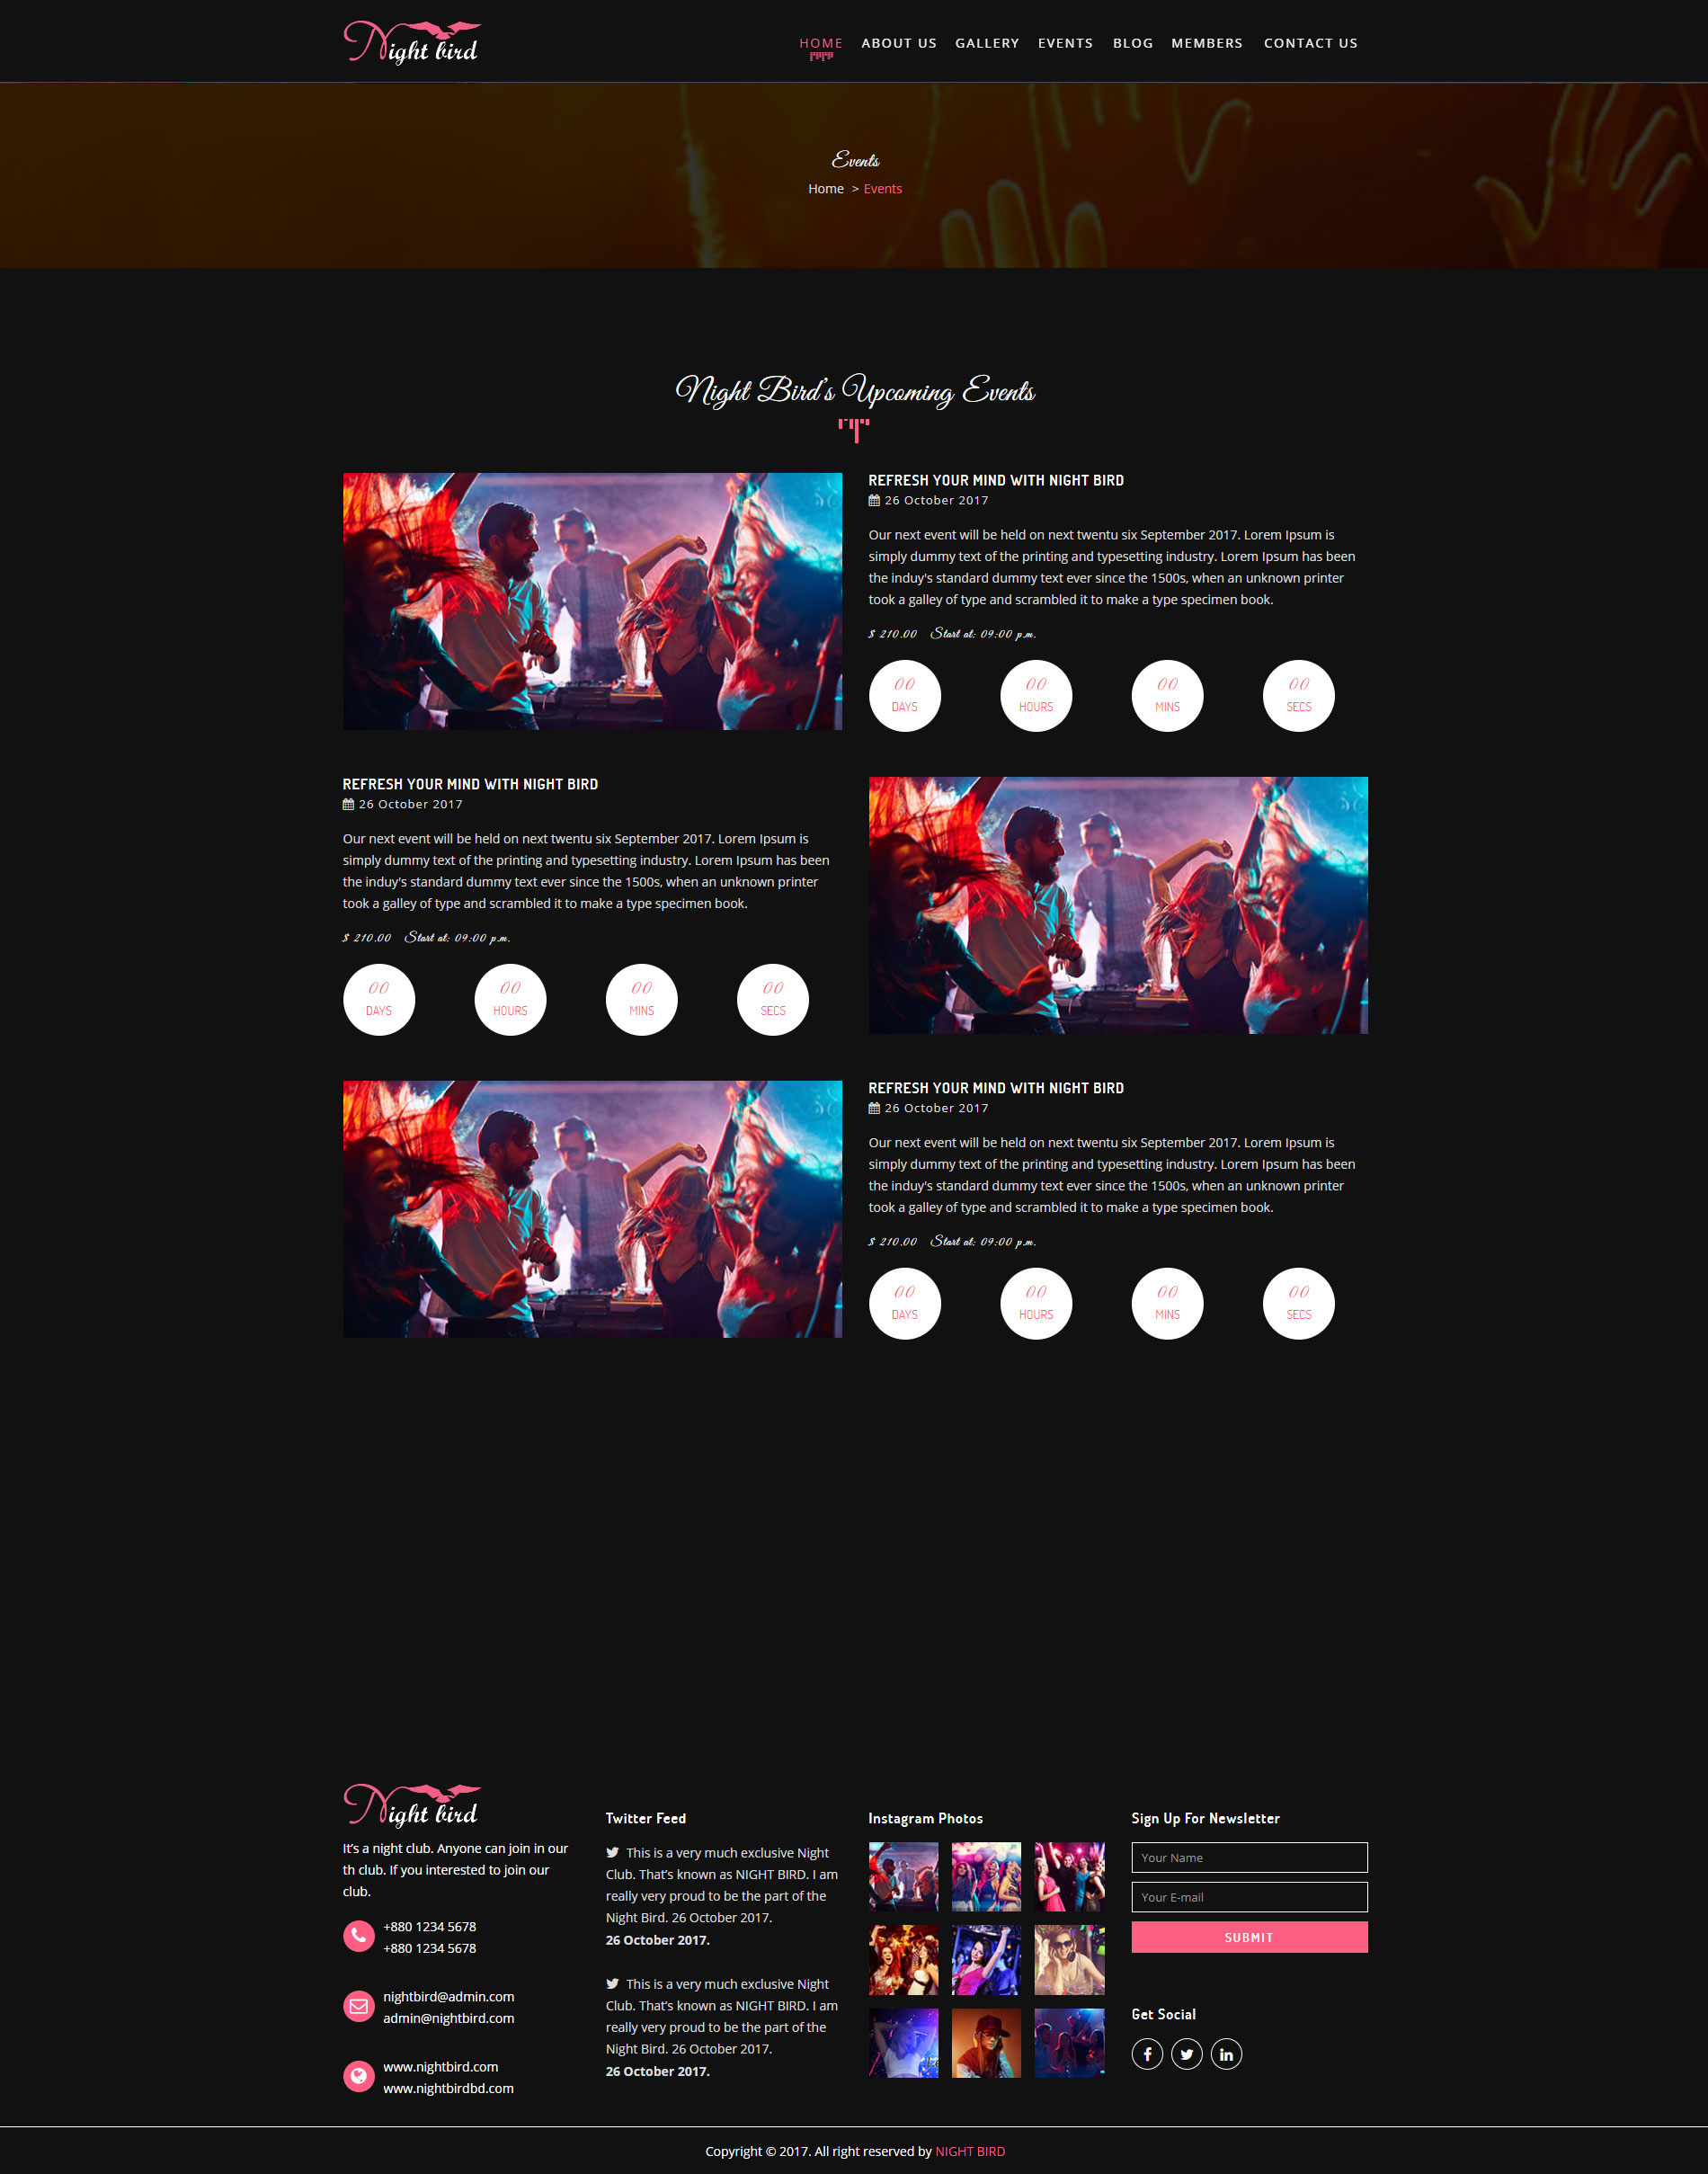 Night bird
HOME ABOUT US GALLERY EVENTS BLOG MEMBERS CONTACT US
Events
Home > Events
Night Bird's Upcoming Events
REFRESH YOUR MIND WITH NIGHT BIRD
26 October 2017
Our next event will be held on next twentu six September 2017. Lorem Ipsum is
simply dummy text of the printing and typesetting industry. Lorem Ipsum has been
the induy's standard dummy text ever since the 1500s, when an unknown printer
took a galley of type and scrambled it to make a type specimen book.
$ 210.00 Start at: 09:00 p.m.
00 00 00 00
DAYS HOURS MINS SECS
REFRESH YOUR MIND WITH NIGHT BIRD
26 October 2017
Our next event will be held on next twentu six September 2017. Lorem Ipsum is
simply dummy text of the printing and typesetting industry. Lorem Ipsum has been
the induy's standard dummy text ever since the 1500s, when an unknown printer
took a galley of type and scrambled it to make a type specimen book.
$ 210.00 Start at: 09:00 p.m.
00 00 00 00
DAYS HOURS MINS SECS
REFRESH YOUR MIND WITH NIGHT BIRD
26 October 2017
Our next event will be held on next twentu six September 2017. Lorem Ipsum is
simply dummy text of the printing and typesetting industry. Lorem Ipsum has been
the induy's standard dummy text ever since the 1500s, when an unknown printer
took a galley of type and scrambled it to make a type specimen book.
$ 210.00 Start at: 09:00 p.m.
00 00 00 00
DAYS HOURS MINS SECS
Night bird
It's a night club. Anyone can join in our
th club. If you interested to join our
club.
+880 1234 5678
+880 1234 5678
nightbird@admin.com
admin@nightbird.com
www.nightbird.com
www.nightbirdbd.com
Twitter Feed
This is a very much exclusive Night
Club. That's known as NIGHT BIRD. I am
really very proud to be the part of the
Night Bird. 26 October 2017.
26 October 2017.
This is a very much exclusive Night
Club. That's known as NIGHT BIRD. I am
really very proud to be the part of the
Night Bird. 26 October 2017.
26 October 2017.
Instagram Photos
Sign Up For Newsletter
Your Name
Your E-mail
SUBMIT
Get Social
Copyright © 2017. All right reserved by NIGHT BIRD